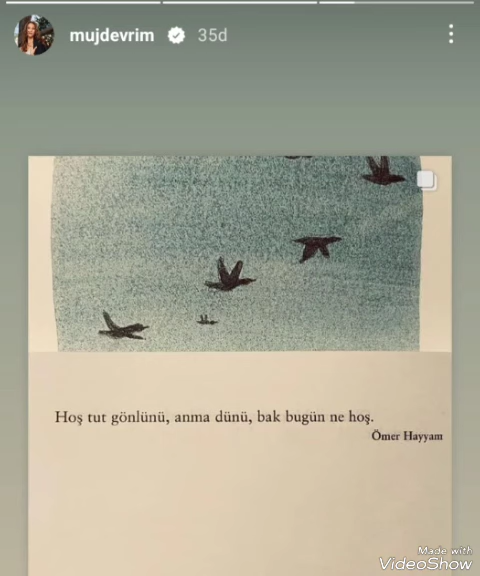 mujdevrim 35d
Hoş tut gönlünü, anma dünü, bak bugün ne hoş.
Ömer Hayyam
Made with
VideoShow